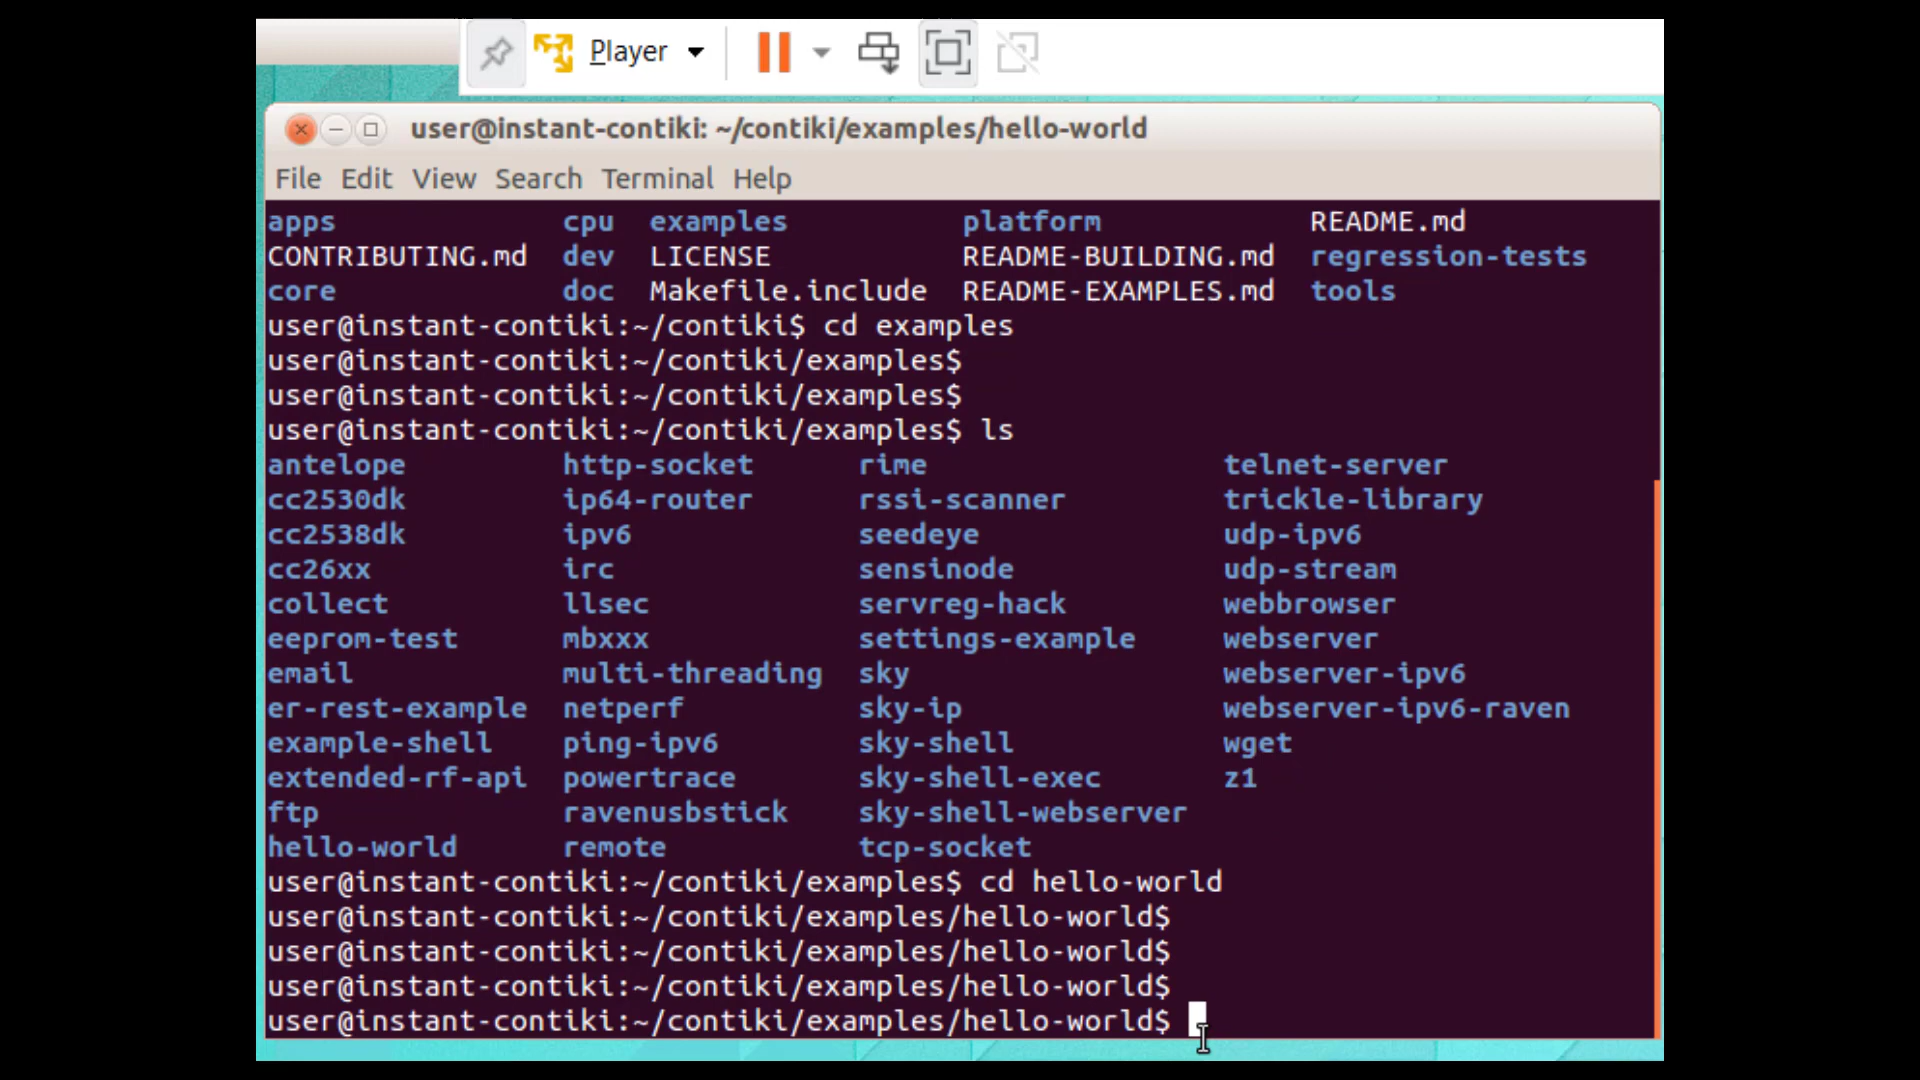 Player
user@instant-contiki: ~/contiki/examples/hello-world
File Edit View Search Terminal Help
apps cpu examples platform README.md
CONTRIBUTING.md dev LICENSE README-BUILDING.md regression-tests
core doc Makefile.include README-EXAMPLES.md tools
user@instant-contiki:~/contiki$ cd examples
user@instant-contiki:~/contiki/examples$
user@instant-contiki:~/contiki/examples$
user@instant-contiki:~/contiki/examples$ ls
antelope http-socket rime telnet-server
cc2530dk ip64-router rssi-scanner trickle-library
cc2538dk ipv6 seedeye udp-ipv6
cc26xx irc sensinode udp-stream
collect llsec servreg-hack webbrowser
eeprom-test mbxxx settings-example webserver
email multi-threading sky webserver-ipv6
er-rest-example netperf sky-ip webserver-ipv6-raven
example-shell ping-ipv6 sky-shell wget
extended-rf-api powertrace sky-shell-exec z1
ftp ravenusbstick sky-shell-webserver
hello-world remote tcp-socket
user@instant-contiki:~/contiki/examples$ cd hello-world
user@instant-contiki:~/contiki/examples/hello-world$
user@instant-contiki:~/contiki/examples/hello-world$
user@instant-contiki:~/contiki/examples/hello-world$
user@instant-contiki:~/contiki/examples/hello-world$